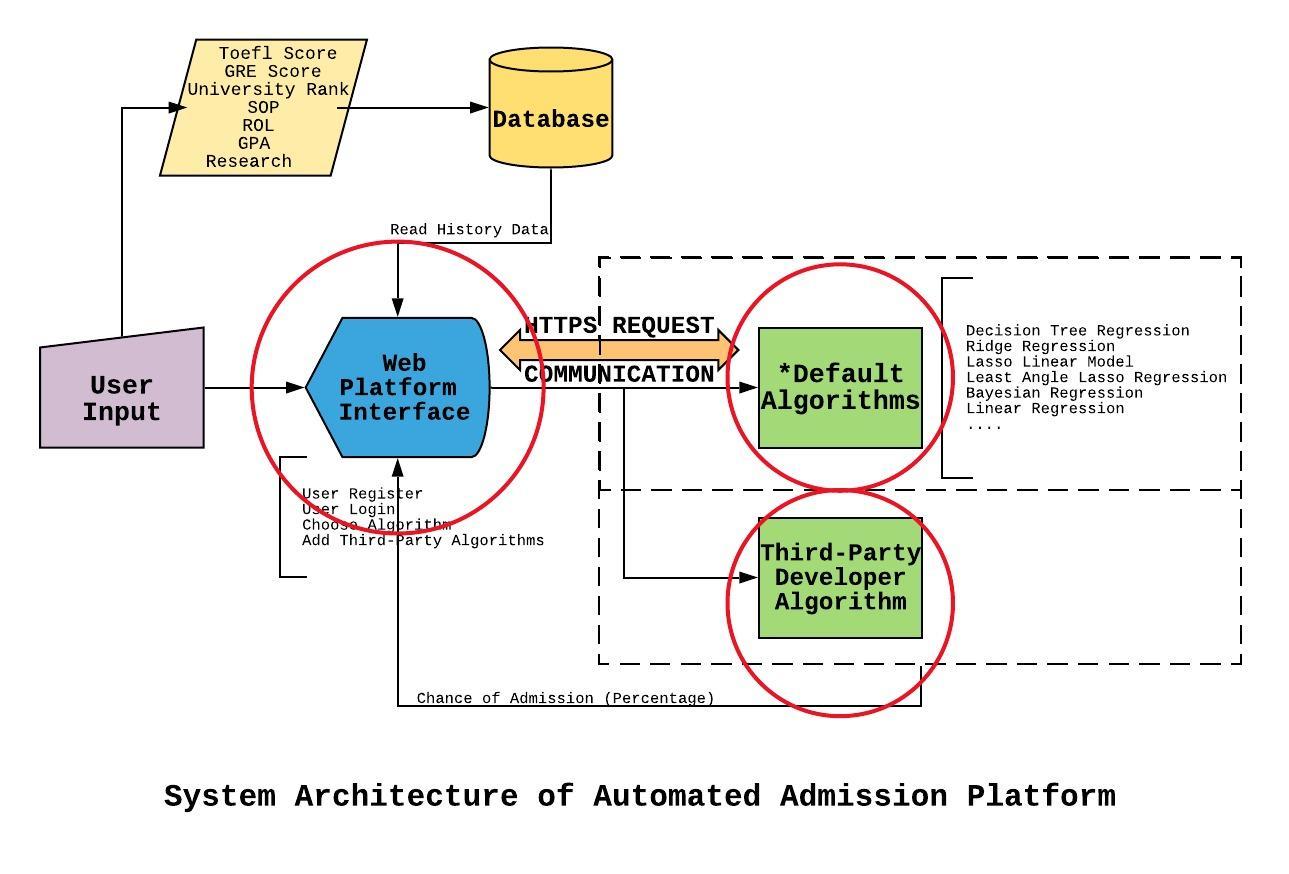 Toefl Score
GRE Score
University Rank
SOP
ROL
GPA
Research
Database
Read History Data
User
Input
Web
Platform
Interface
HTTPS REQUEST
COMMUNICATION
*Default
Algorithms
Decision Tree Regression
Ridge Regression
Lasso Linear Model
Least Angle Lasso Regression
Bayesian Regression
Linear Regression
....
User Register
User Login
Choose Algorithm
Add Third-Party Algorithms
Third-Party
Developer
Algorithm
Chance of Admission (Percentage)
System Architecture of Automated Admission Platform